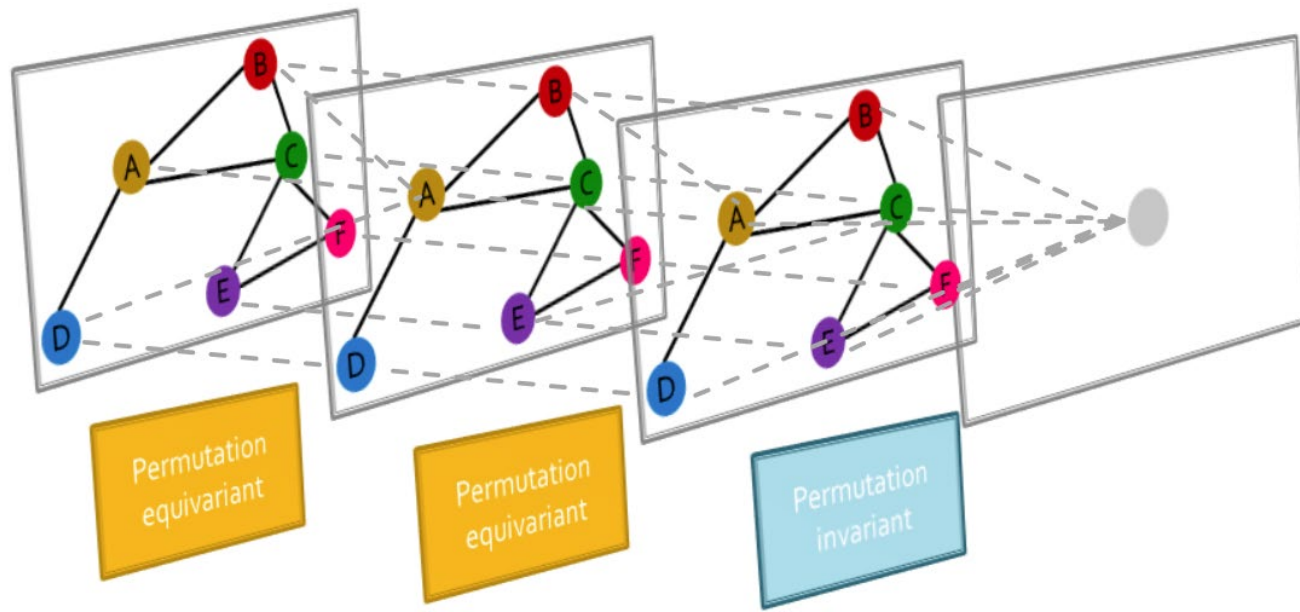 B
A
C
F
E
D
B
A
C
F
E
D
B
A
C
F
E
D
Permutation
equivariant
Permutation
equivariant
Permutation
invariant